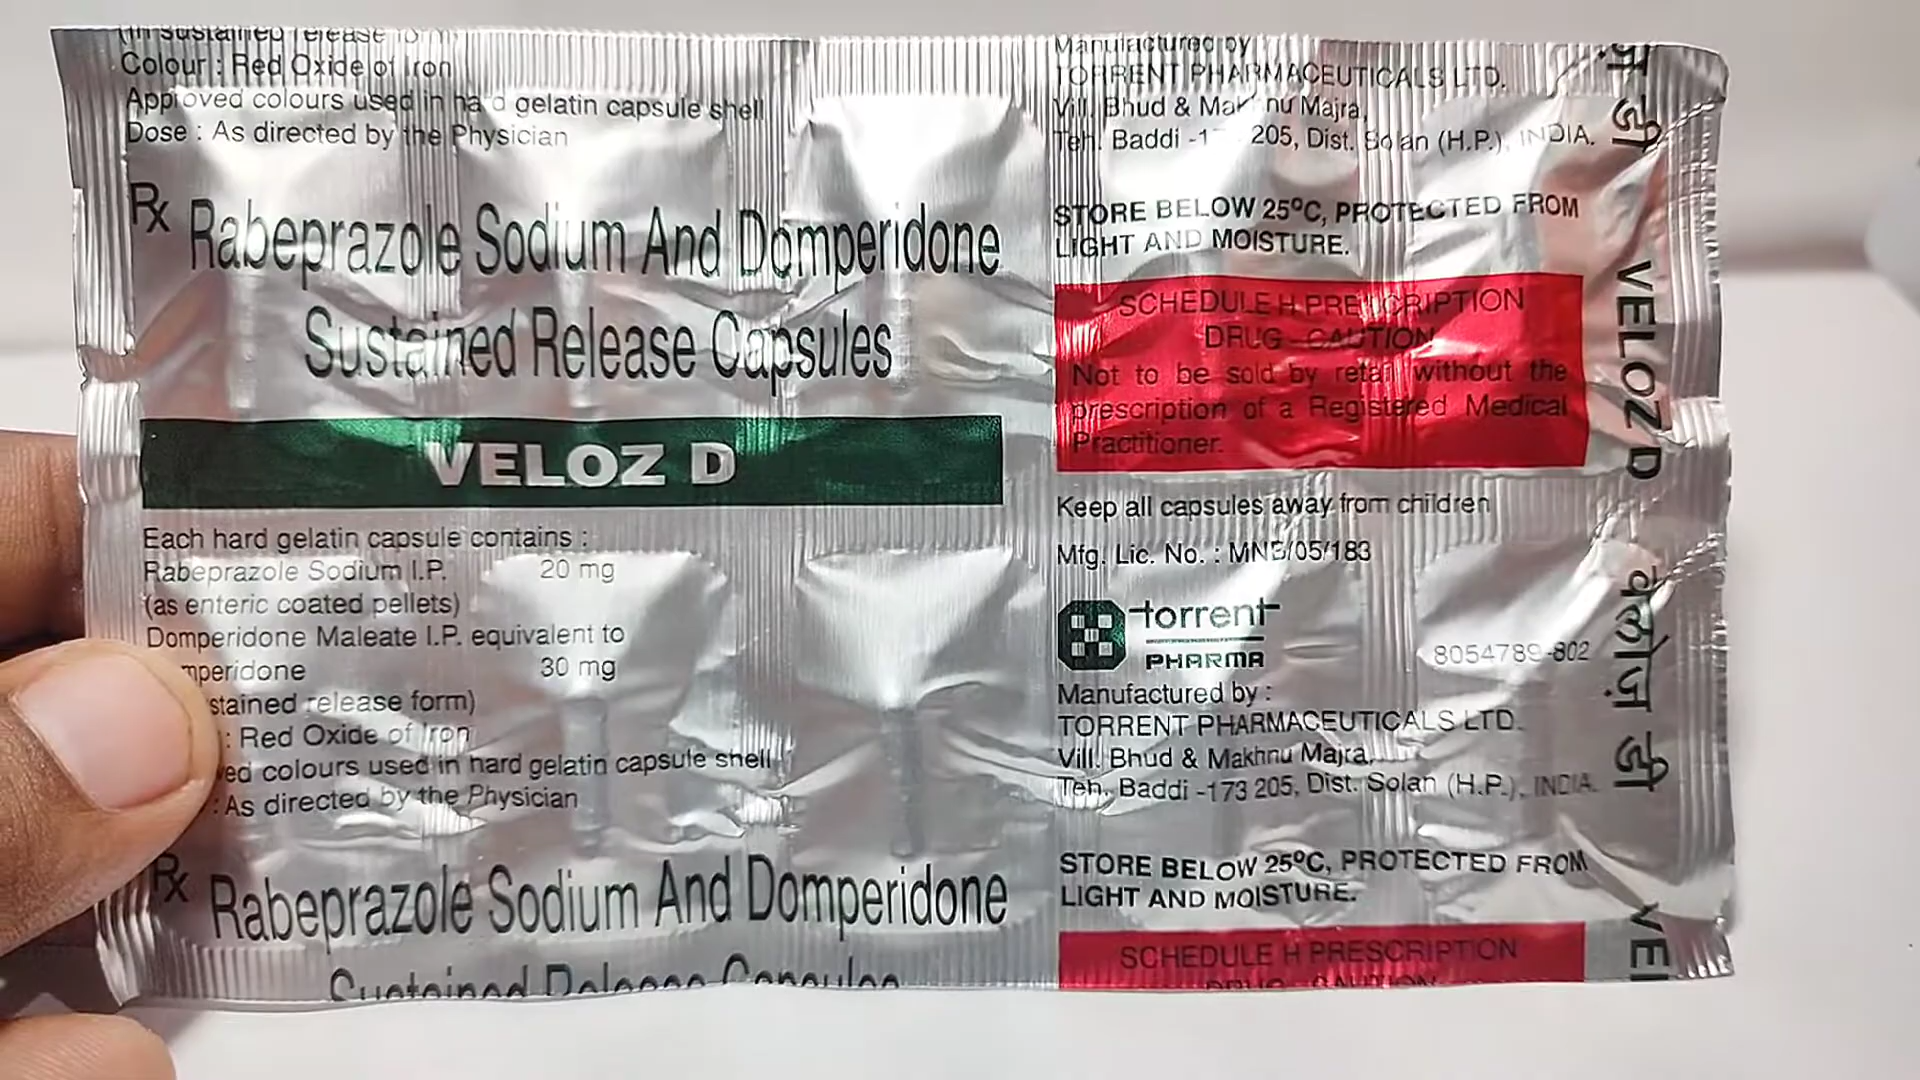 (In sustained release form)
Colour : Red Oxide of Iron
Approved colours used in hard gelatin capsule shell
Dose : As directed by the Physician
Rx Rabeprazole Sodium And Domperidone
Sustained Release Capsules
VELOZ D
Each hard gelatin capsule contains :
Rabeprazole Sodium I.P. 20 mg
(as enteric coated pellets)
Domperidone Maleate I.P. equivalent to
mperidone 30 mg
stained release form)
: Red Oxide of Iron
ed colours used in hard gelatin capsule shell
: As directed by the Physician
Rx Rabeprazole Sodium And Domperidone
Sustained Release Capsules
Manufactured by :
TORRENT PHARMACEUTICALS LTD.
Vill. Bhud & Makhnu Majra,
Teh. Baddi -1 205, Dist. Solan (H.P.), INDIA.
STORE BELOW 25ºC, PROTECTED FROM
LIGHT AND MOISTURE.
SCHEDULE H PRESCRIPTION
DRUG - CAUTION
Not to be sold by retail without the
prescription of a Registered Medical
Practitioner.
Keep all capsules away from children
Mfg. Lic. No. : MNB/05/183
torrent
PHARMA
8054789-802
Manufactured by :
TORRENT PHARMACEUTICALS LTD.
Vill. Bhud & Makhnu Majra,
Teh. Baddi -173 205, Dist. Solan (H.P.), INDIA.
STORE BELOW 25ºC, PROTECTED FROM
LIGHT AND MOISTURE.
SCHEDULE H PRESCRIPTION
DRUG - CAUTION
ज़ डी
VELOZ D
वेलोज़ डी
VEL